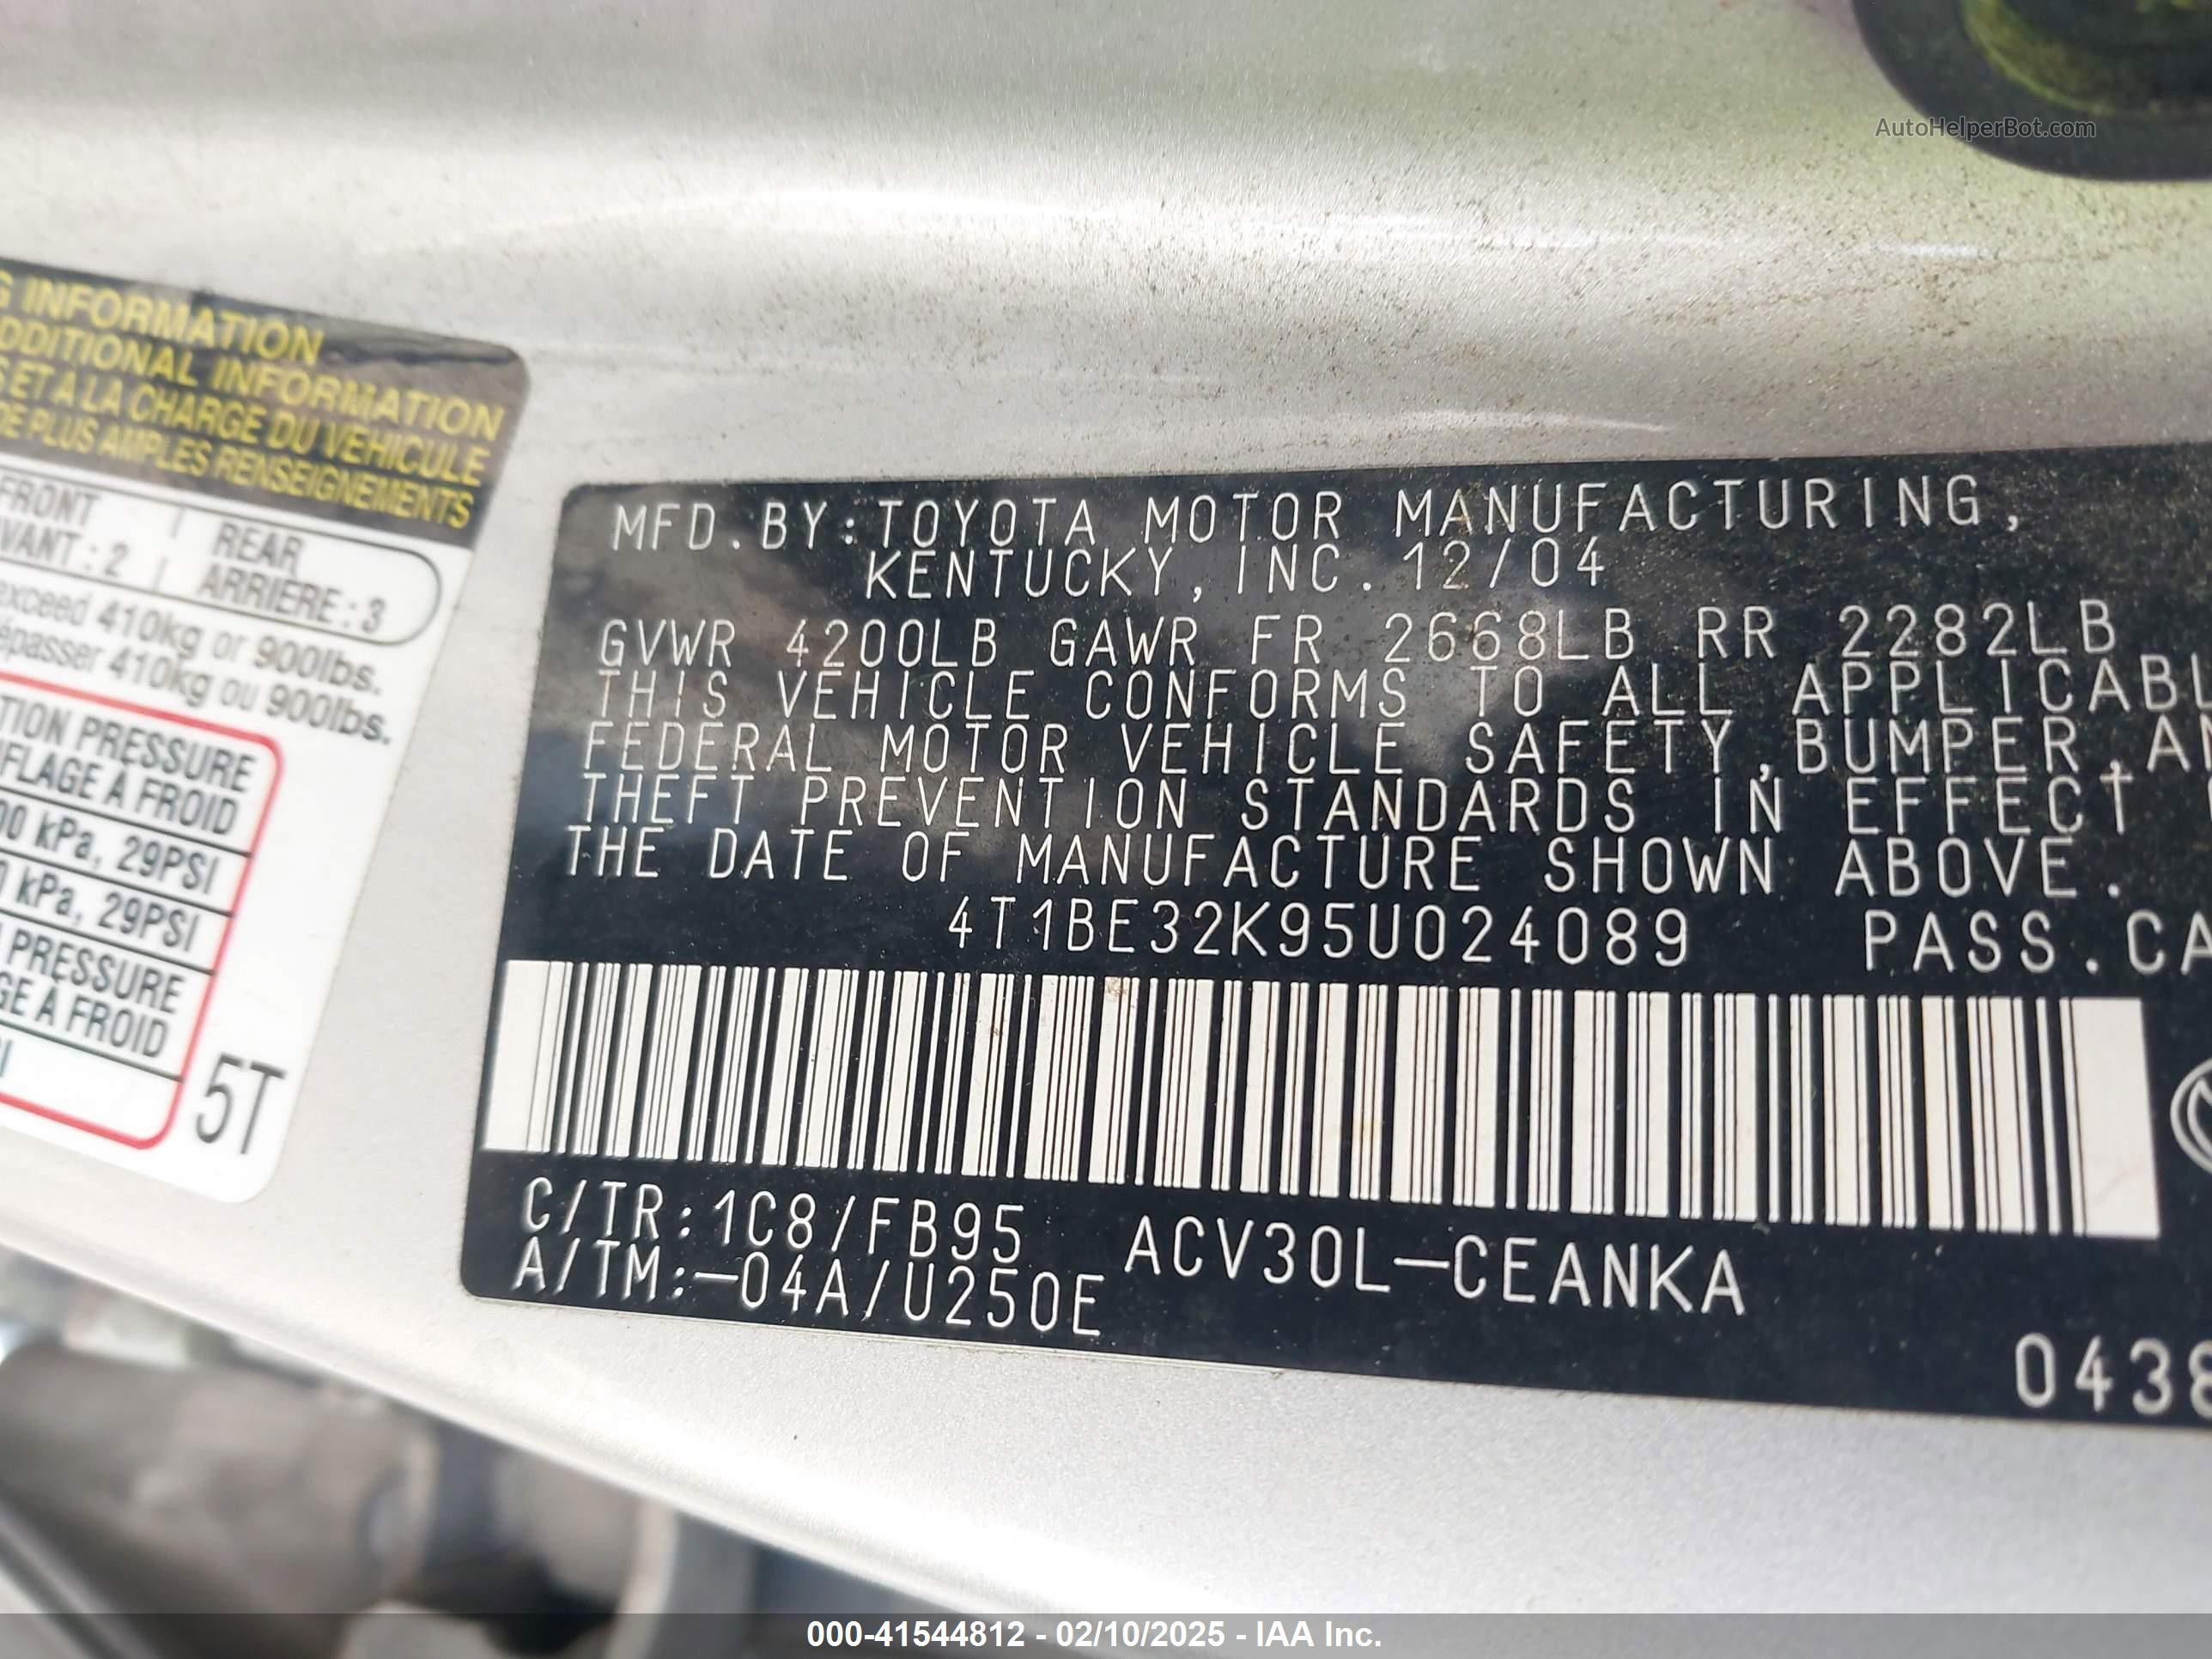 AutoHelperBot.com
G INFORMATION
DDITIONAL INFORMATION
S ET À LA CHARGE DU VÉHICULE
DE PLUS AMPLES RENSEIGNEMENTS
FRONT
VANT : 2
REAR
ARRIERE : 3
exceed 410kg or 900lbs.
épasser 410kg ou 900lbs.
TION PRESSURE
FLAGE À FROID
00 kPa, 29PSI
0 kPa, 29PSI
PRESSURE
GE À FROID
5T
MFD.BY:TOYOTA MOTOR MANUFACTURING,
KENTUCKY,INC.12/04
GVWR 4200LB GAWR FR 2668LB RR 2282LB
THIS VEHICLE CONFORMS TO ALL APPLICABL
FEDERAL MOTOR VEHICLE SAFETY,BUMPER,AN
THEFT PREVENTION STANDARDS IN EFFECT
THE DATE OF MANUFACTURE SHOWN ABOVE.
4T1BE32K95U024089 PASS.CA
C/TR:1C8/FB95 ACV30L-CEANKA
A/TM:-04A/U250E
0438
000-41544812 - 02/10/2025 - IAA Inc.